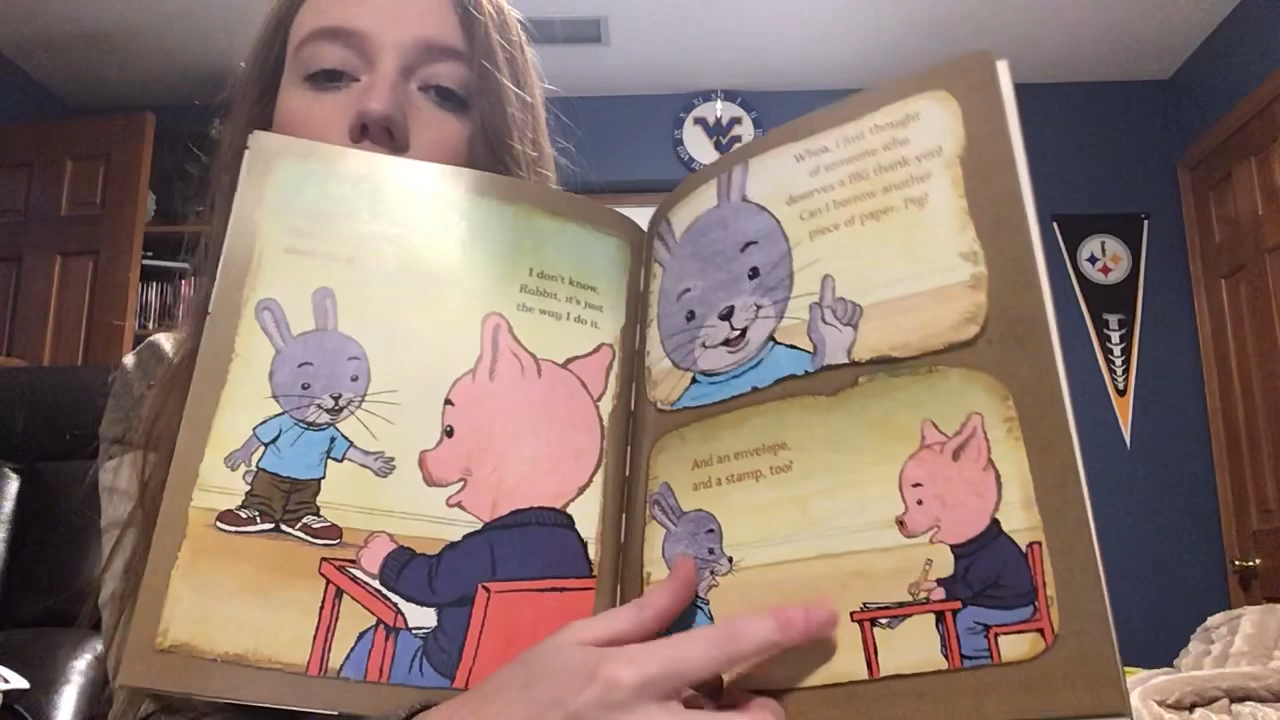 I don't know,
Rabbit, it's just
the way I do it.
Whoa, I just thought
of someone who
deserves a BIG thank you!
Can I borrow another
piece of paper, Pig?
And an envelope,
and a stamp, too?
WV